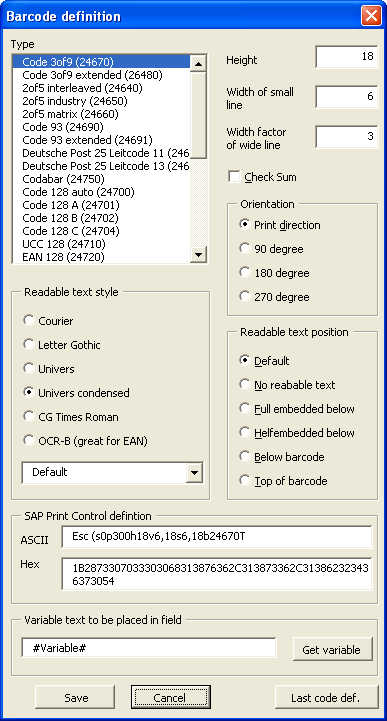 Barcode definition
Type
Code 3of9 (24670)
Code 3of9 extended (26480)
2of5 interleaved (24640)
2of5 industry (24650)
2of5 matrix (24660)
Code 93 (24690)
Code 93 extended (24691)
Deutsche Post 25 Leitcode 11 (246
Deutsche Post 25 Leitcode 13 (246
Codabar (24750)
Code 128 auto (24700)
Code 128 A (24701)
Code 128 B (24702)
Code 128 C (24704)
UCC 128 (24710)
EAN 128 (24720)
Height 18
Width of small
line 6
Width factor
of wide line 3
Check Sum
Orientation
Print direction
90 degree
180 degree
270 degree
Readable text style
Courier
Letter Gothic
Univers
Univers condensed
CG Times Roman
OCR-B (great for EAN)
Default
Readable text position
Default
No reabable text
Full embedded below
Helfembedded below
Below barcode
Top of barcode
SAP Print Control defintion
ASCII Esc (s0p300h18v6,18s6,18b24670T
Hex 1B2873307033303068313876362C313873362C31386232343
6373054
Variable text to be placed in field
#Variable#
Get variable
Save
Cancel
Last code def.